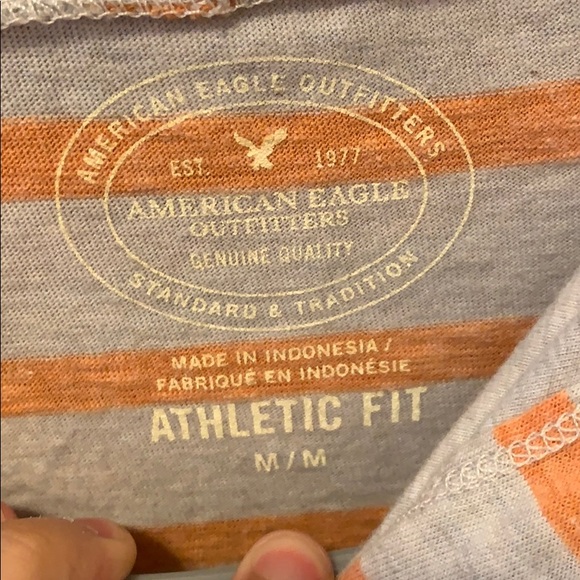 AMERICAN EAGLE OUTFITTERS
EST. 1977
AMERICAN EAGLE
OUTFITTERS
GENUINE QUALITY
STANDARD & TRADITION
MADE IN INDONESIA /
FABRIQUÉ EN INDONÉSIE
ATHLETIC FIT
M / M